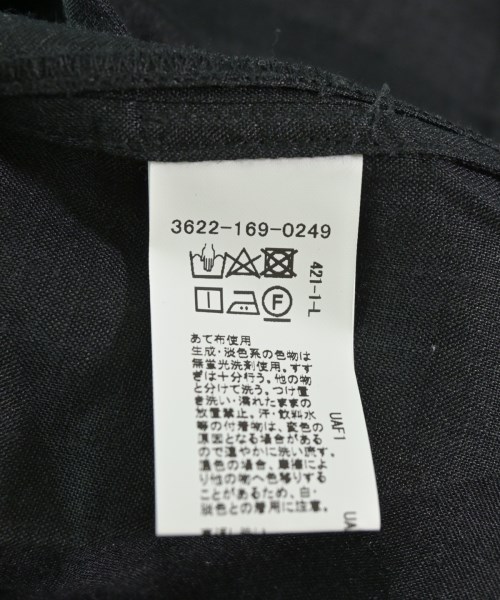 3622-169-0249
421-1-L
F
あて布使用
生成・淡色系の色物は
無蛍光洗剤使用。すす
ぎは十分行う。他の物
と分けて洗う。つけ置
き洗い・濡れたままの
放置禁止。汗・飲料水
等の付着物は、変色の
原因となる場合がある
ので速やかに洗い流す。
濃色の場合、摩擦によ
り他の物へ色移りする
ことがあるため、白・
淡色との着用に注意。
UAF1
UAF1